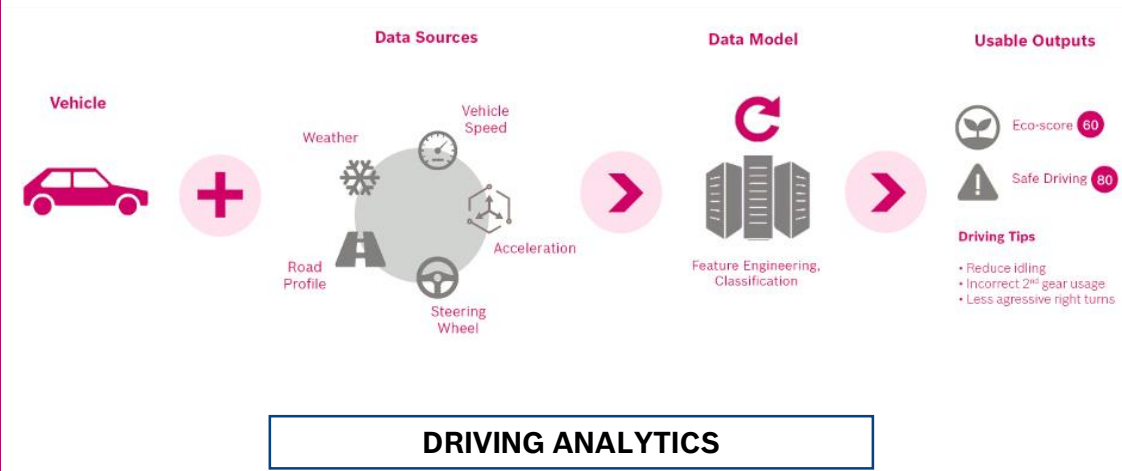 Vehicle
Data Sources
Weather
Vehicle
Speed
Acceleration
Steering
Wheel
Road
Profile
Data Model
Feature Engineering,
Classification
Usable Outputs
Eco-score 60
Safe Driving 80
Driving Tips
• Reduce idling
• Incorrect 2nd gear usage
• Less agressive right turns
DRIVING ANALYTICS